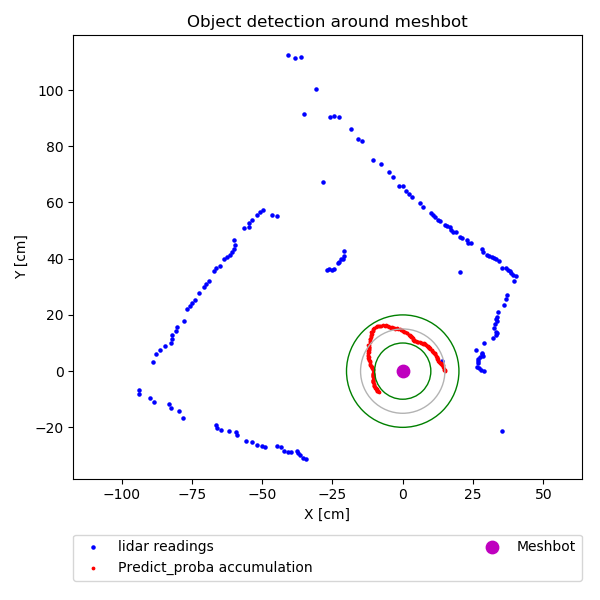 Object detection around meshbot
100
80
60
40
20
0
−20
Y [cm]
−100
−75
−50
−25
0
25
50
X [cm]
lidar readings
Predict_proba accumulation
Meshbot